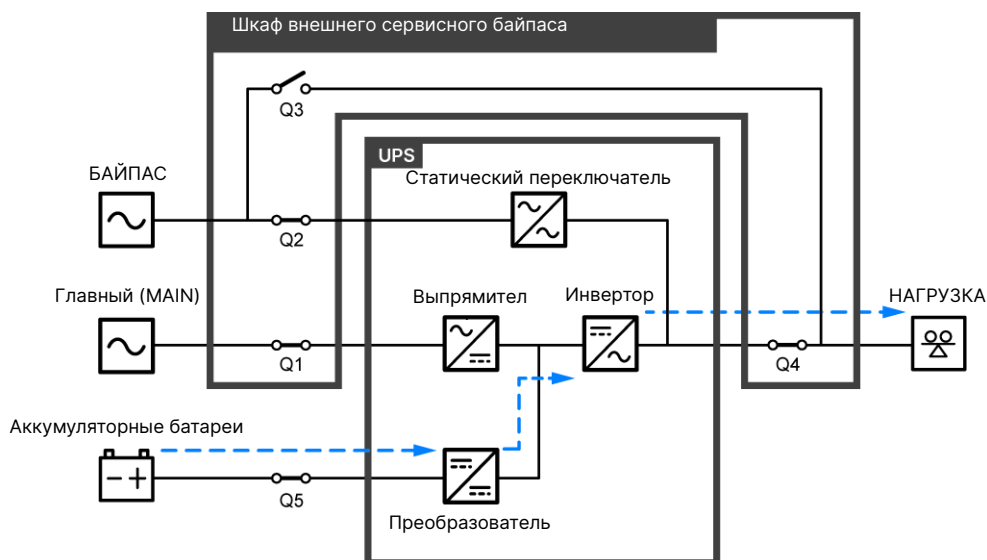 Шкаф внешнего сервисного байпаса
Q3
UPS
БАЙПАС
Статический переключатель
Q2
Главный (MAIN)
Выпрямител
Инвертор
НАГРУЗКА
Q1
Q4
Аккумуляторные батареи
Q5
Преобразователь